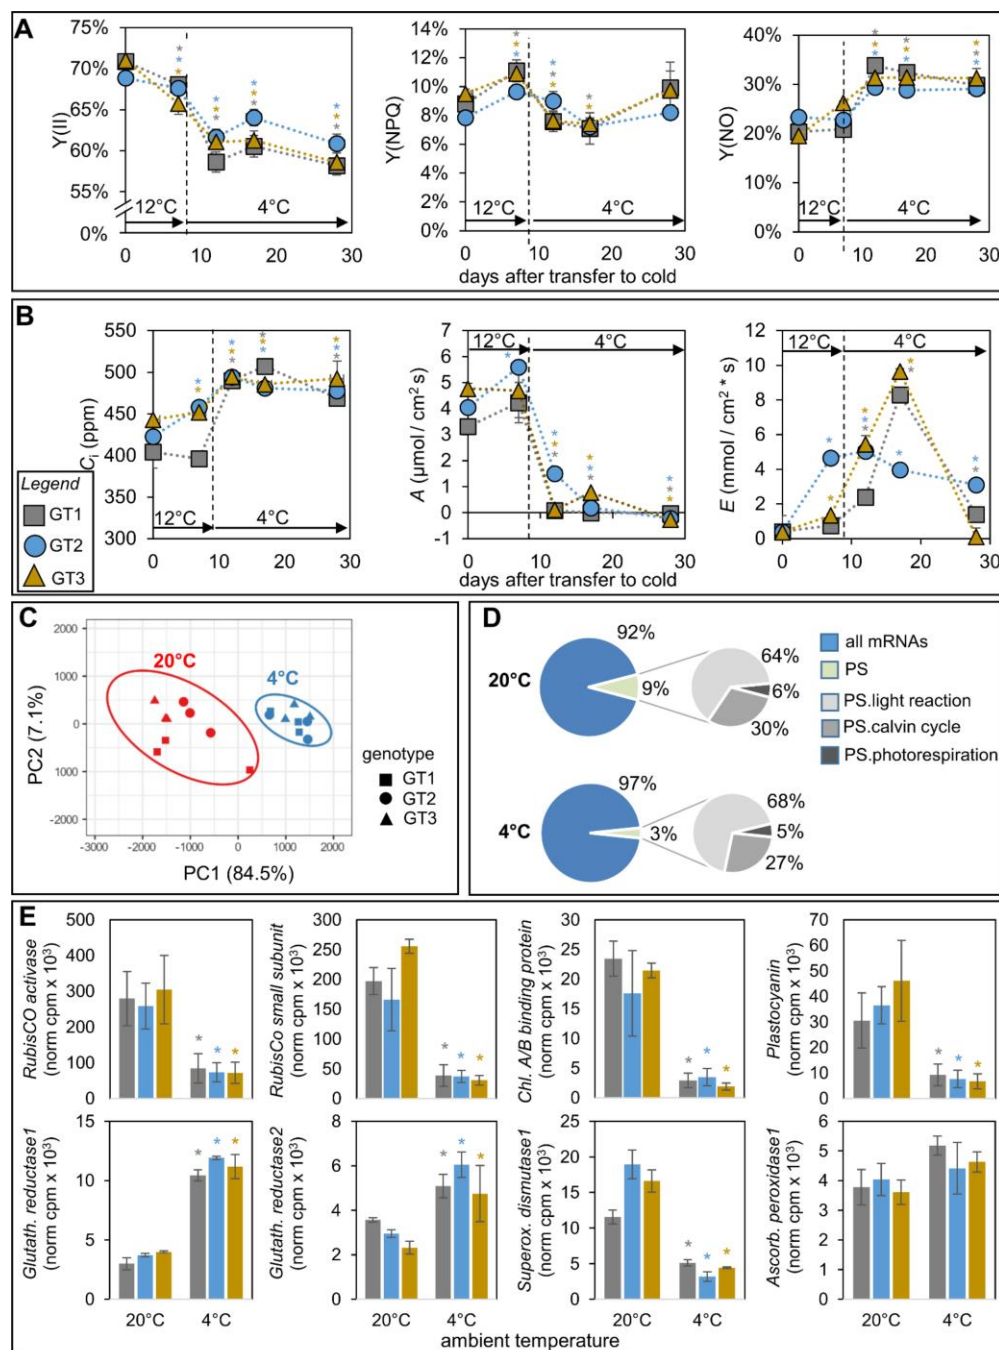 A
Y(II)
75%
70%
65%
60%
55%
0%
12°C
4°C
0 10 20 30
Y(NPQ)
14%
12%
10%
8%
6%
4%
2%
0%
12°C
4°C
0 10 20 30
days after transfer to cold
Y(NO)
40%
30%
20%
10%
0%
12°C
4°C
0 10 20 30
B
Ci (ppm)
550
500
450
400
350
300
12°C
4°C
0 10 20 30
Legend
GT1
GT2
GT3
A (µmol / cm² s)
7
6
5
4
3
2
1
0
-1
12°C
4°C
0 5 10 15 20 25 30
days after transfer to cold
E (mmol / cm² * s)
12
10
8
6
4
2
0
12°C
4°C
0 10 20 30
C
20°C
4°C
PC2 (7.1%)
2000
1000
0
1000
-2000
-3000 -2000 -1000 0 1000 2000
PC1 (84.5%)
genotype
GT1
GT2
GT3
D
20°C
92%
9%
64%
6%
30%
4°C
97%
3%
68%
5%
27%
all mRNAs
PS
PS.light reaction
PS.calvin cycle
PS.photorespiration
E
RubisCO activase
(norm cpm x 10³)
500
400
300
200
100
0
RubisCo small subunit
(norm cpm x 10³)
300
250
200
150
100
50
0
Chl. A/B binding protein
(norm cpm x 10³)
30
25
20
15
10
5
0
Plastocyanin
(norm cpm x 10³)
70
60
50
40
30
20
10
0
Glutath. reductase1
(norm cpm x 10³)
15
10
5
0
20°C 4°C
Glutath. reductase2
(norm cpm x 10³)
8
6
4
2
0
20°C 4°C
Superox. dismutase1
(norm cpm x 10³)
25
20
15
10
5
0
20°C 4°C
Ascorb. peroxidase1
(norm cpm x 10³)
6
5
4
3
2
1
0
20°C 4°C
ambient temperature